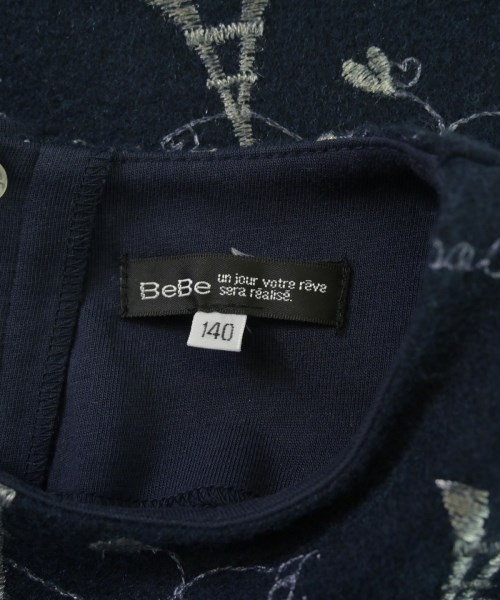 BeBe
un jour votre rêve
sera réalisé.
140